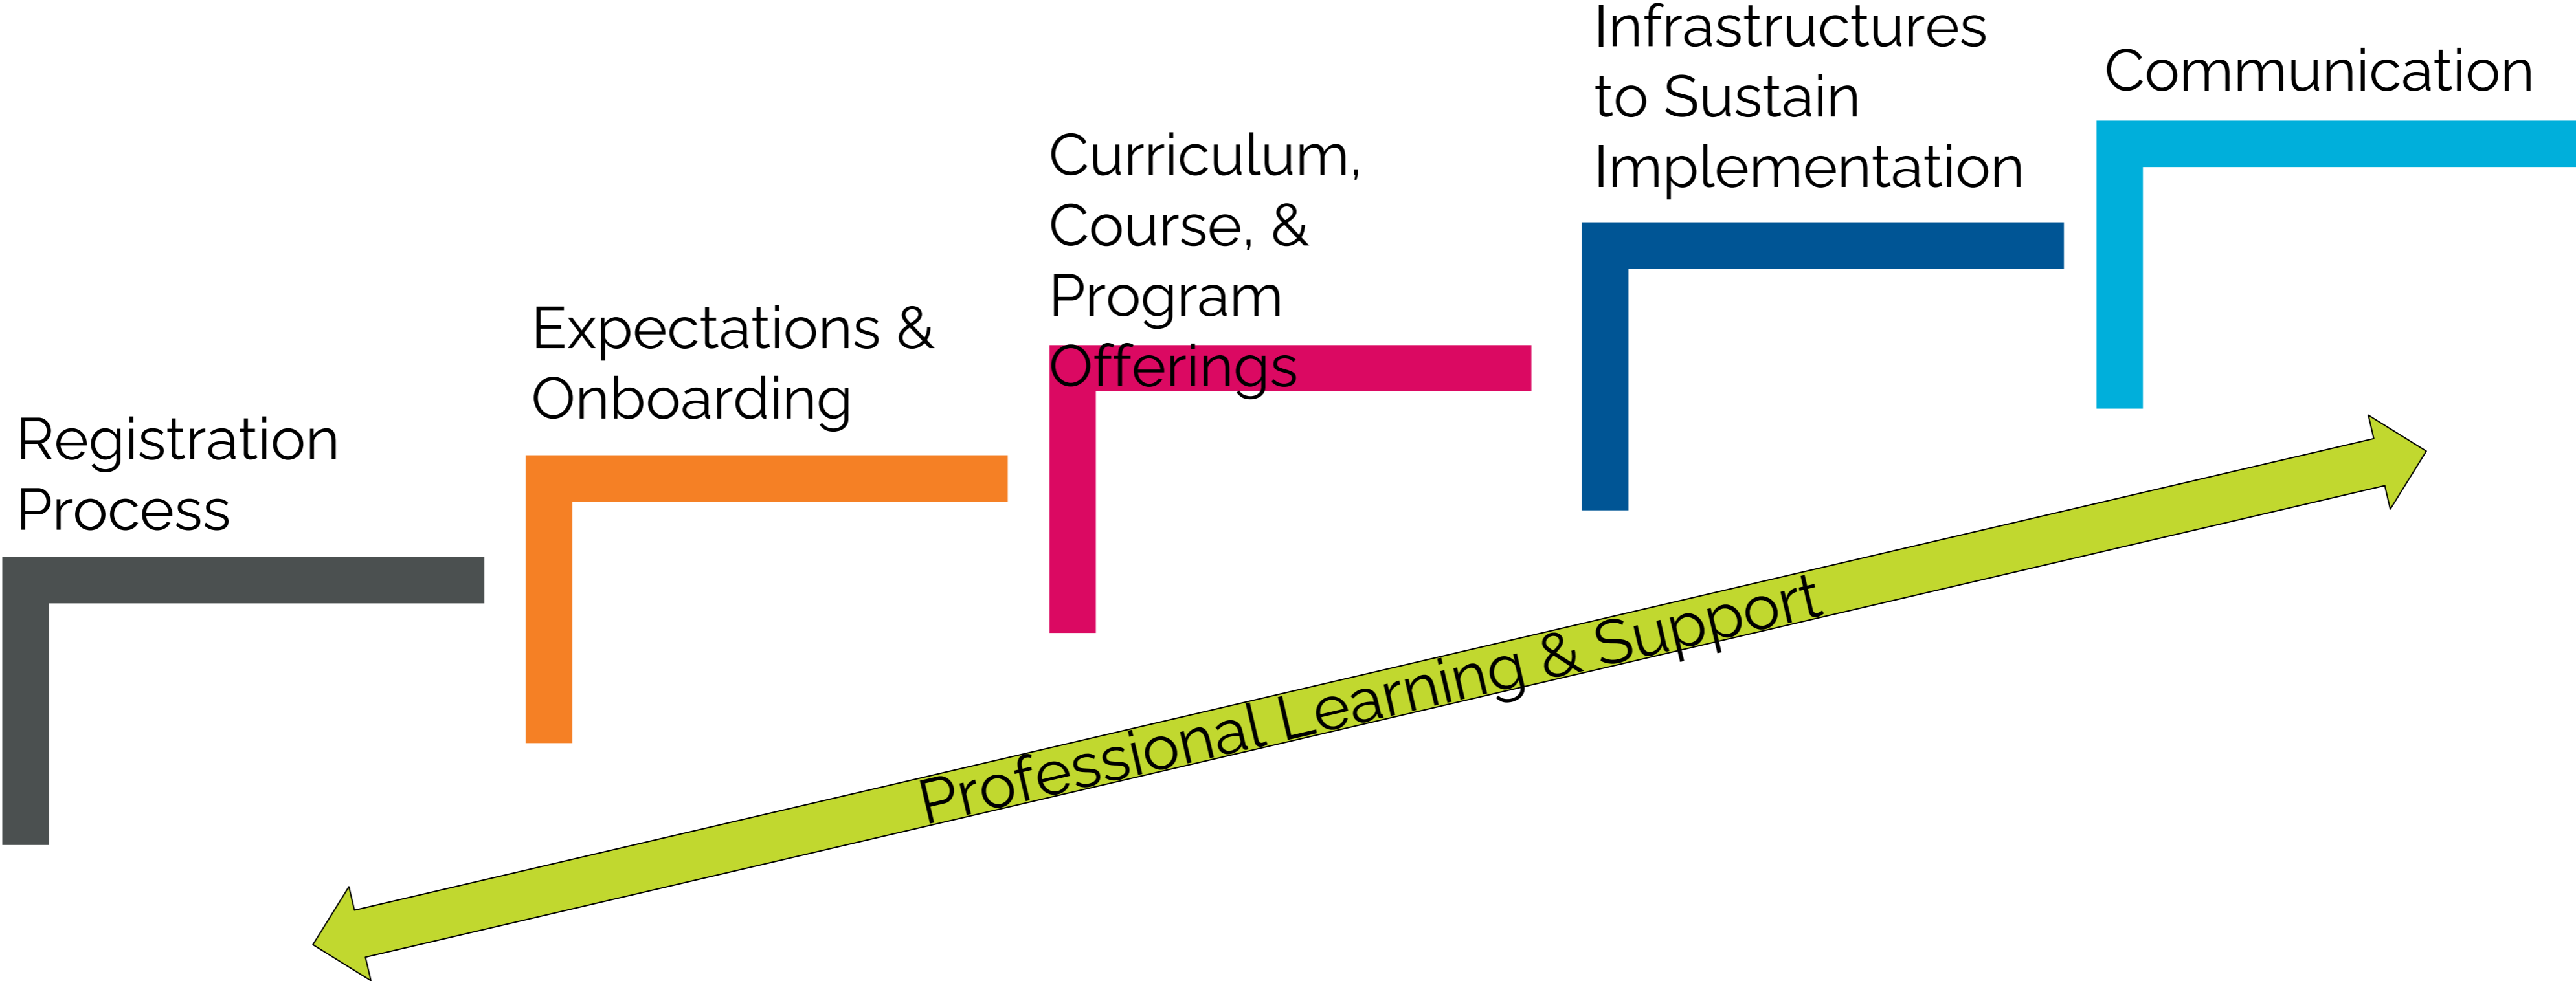 Registration
Process
Expectations &
Onboarding
Curriculum,
Course, &
Program
Offerings
Infrastructures
to Sustain
Implementation
Communication
Professional Learning & Support